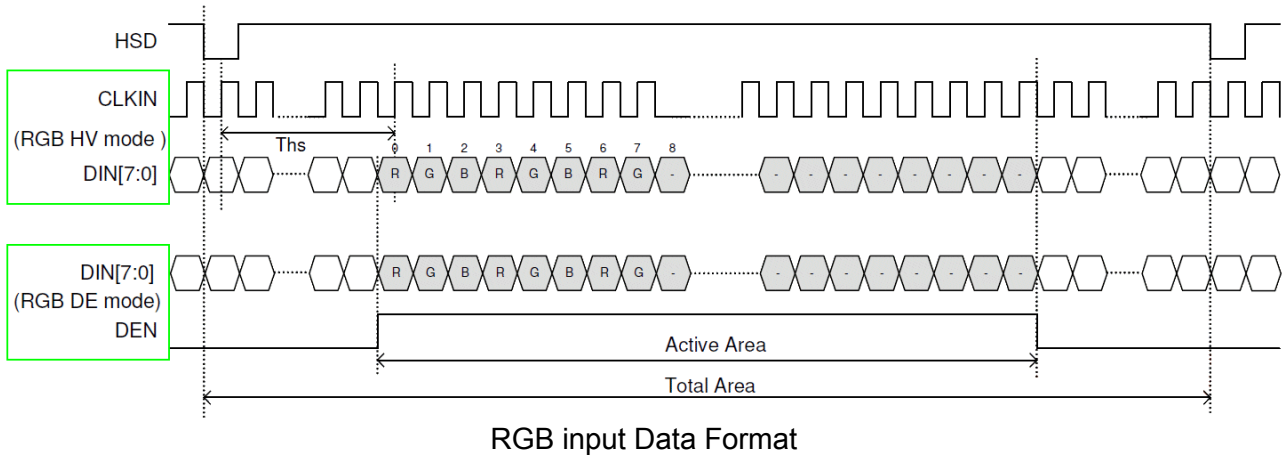 HSD
CLKIN
(RGB HV mode )
Ths
0 1 2 3 4 5 6 7 8
DIN[7:0] R G B R G B R G - - - - - - - - -
DIN[7:0] R G B R G B R G - - - - - - - - -
(RGB DE mode)
DEN
Active Area
Total Area
RGB input Data Format